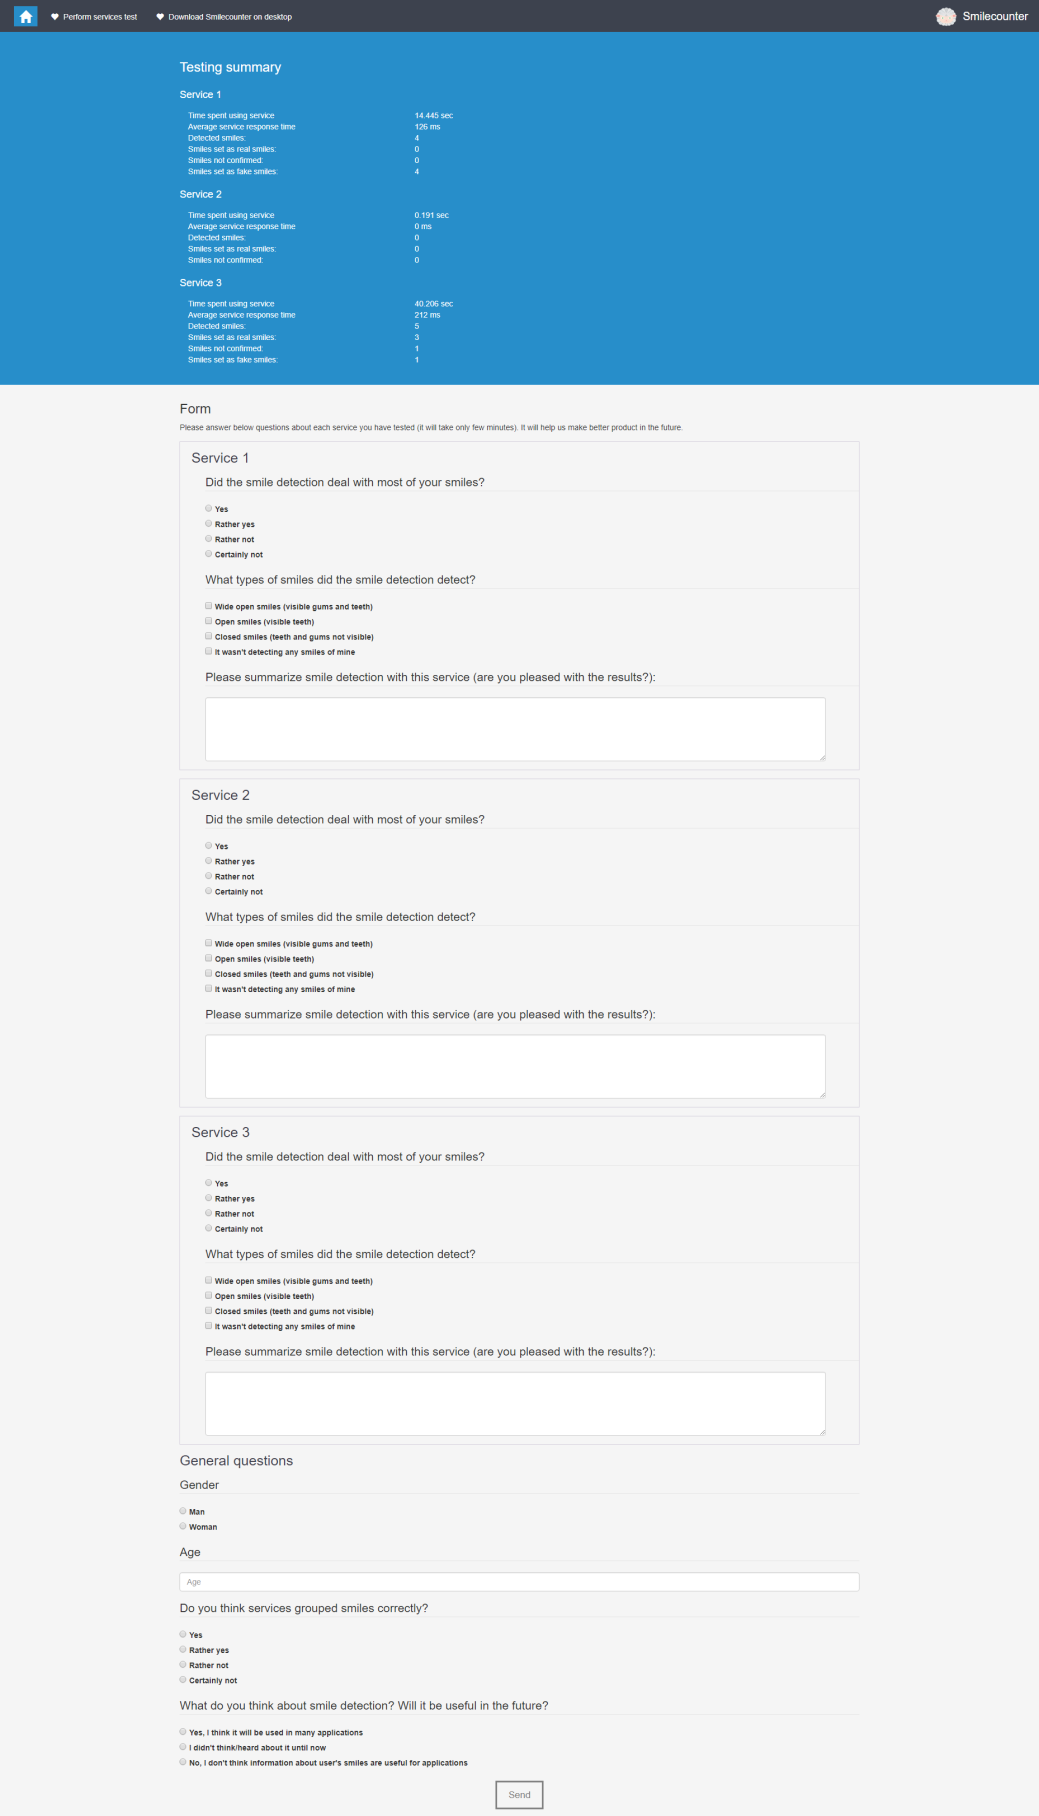 Perform services test
Download Smilecounter on desktop
Smilecounter
Testing summary
Service 1
Time spent using service 14.445 sec
Average service response time 126 ms
Detected smiles: 4
Smiles set as real smiles: 0
Smiles not confirmed: 0
Smiles set as fake smiles: 4
Service 2
Time spent using service 0.191 sec
Average service response time 0 ms
Detected smiles: 0
Smiles set as real smiles: 0
Smiles not confirmed: 0
Service 3
Time spent using service 40.206 sec
Average service response time 212 ms
Detected smiles: 5
Smiles set as real smiles: 3
Smiles not confirmed: 1
Smiles set as fake smiles: 1
Form
Please answer below questions about each service you have tested (it will take only few minutes). It will help us make better product in the future.
Service 1
Did the smile detection deal with most of your smiles?
Yes
Rather yes
Rather not
Certainly not
What types of smiles did the smile detection detect?
Wide open smiles (visible gums and teeth)
Open smiles (visible teeth)
Closed smiles (teeth and gums not visible)
It wasn't detecting any smiles of mine
Please summarize smile detection with this service (are you pleased with the results?):
Service 2
Did the smile detection deal with most of your smiles?
Yes
Rather yes
Rather not
Certainly not
What types of smiles did the smile detection detect?
Wide open smiles (visible gums and teeth)
Open smiles (visible teeth)
Closed smiles (teeth and gums not visible)
It wasn't detecting any smiles of mine
Please summarize smile detection with this service (are you pleased with the results?):
Service 3
Did the smile detection deal with most of your smiles?
Yes
Rather yes
Rather not
Certainly not
What types of smiles did the smile detection detect?
Wide open smiles (visible gums and teeth)
Open smiles (visible teeth)
Closed smiles (teeth and gums not visible)
It wasn't detecting any smiles of mine
Please summarize smile detection with this service (are you pleased with the results?):
General questions
Gender
Man
Woman
Age
Age
Do you think services grouped smiles correctly?
Yes
Rather yes
Rather not
Certainly not
What do you think about smile detection? Will it be useful in the future?
Yes, I think it will be used in many applications
I didn't think/heard about it until now
No, I don't think information about user's smiles are useful for applications
Send